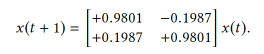 x(t + 1) = [+0.9801 −0.1987] x(t).
[+0.1987 +0.9801]